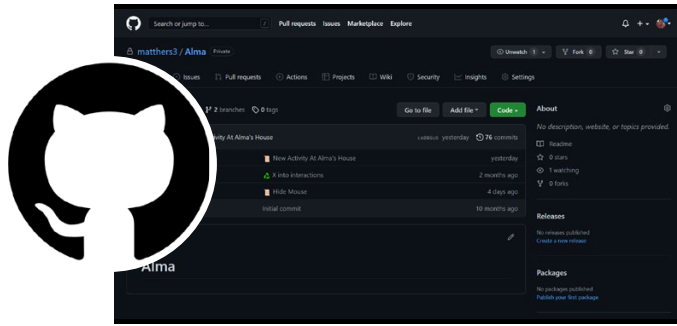 Search or jump to... / Pull requests Issues Marketplace Explore
matthers3 / Alma Private Unwatch 1 Fork 0 Star 0
Issues Pull requests Actions Projects Wiki Security Insights Settings
2 branches 0 tags Go to file Add file Code About
No description, website, or topics provided.
ivity At Alma's House yesterday 76 commits
Readme
New Activity At Alma's House yesterday
0 stars
X into interactions 2 months ago
1 watching
Hide Mouse 4 days ago
0 forks
Initial commit 10 months ago
Releases
No releases published
Create a new release
Alma
Packages
No packages published
Publish your first package